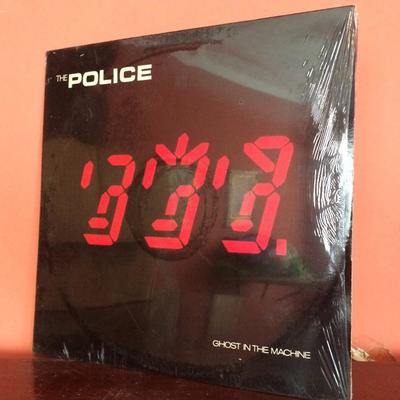 THE POLICE
GHOST IN THE MACHINE